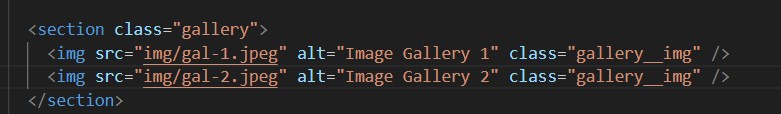 <section class="gallery">
<img src="img/gal-1.jpeg" alt="Image Gallery 1" class="gallery__img" />
<img src="img/gal-2.jpeg" alt="Image Gallery 2" class="gallery__img" />
</section>